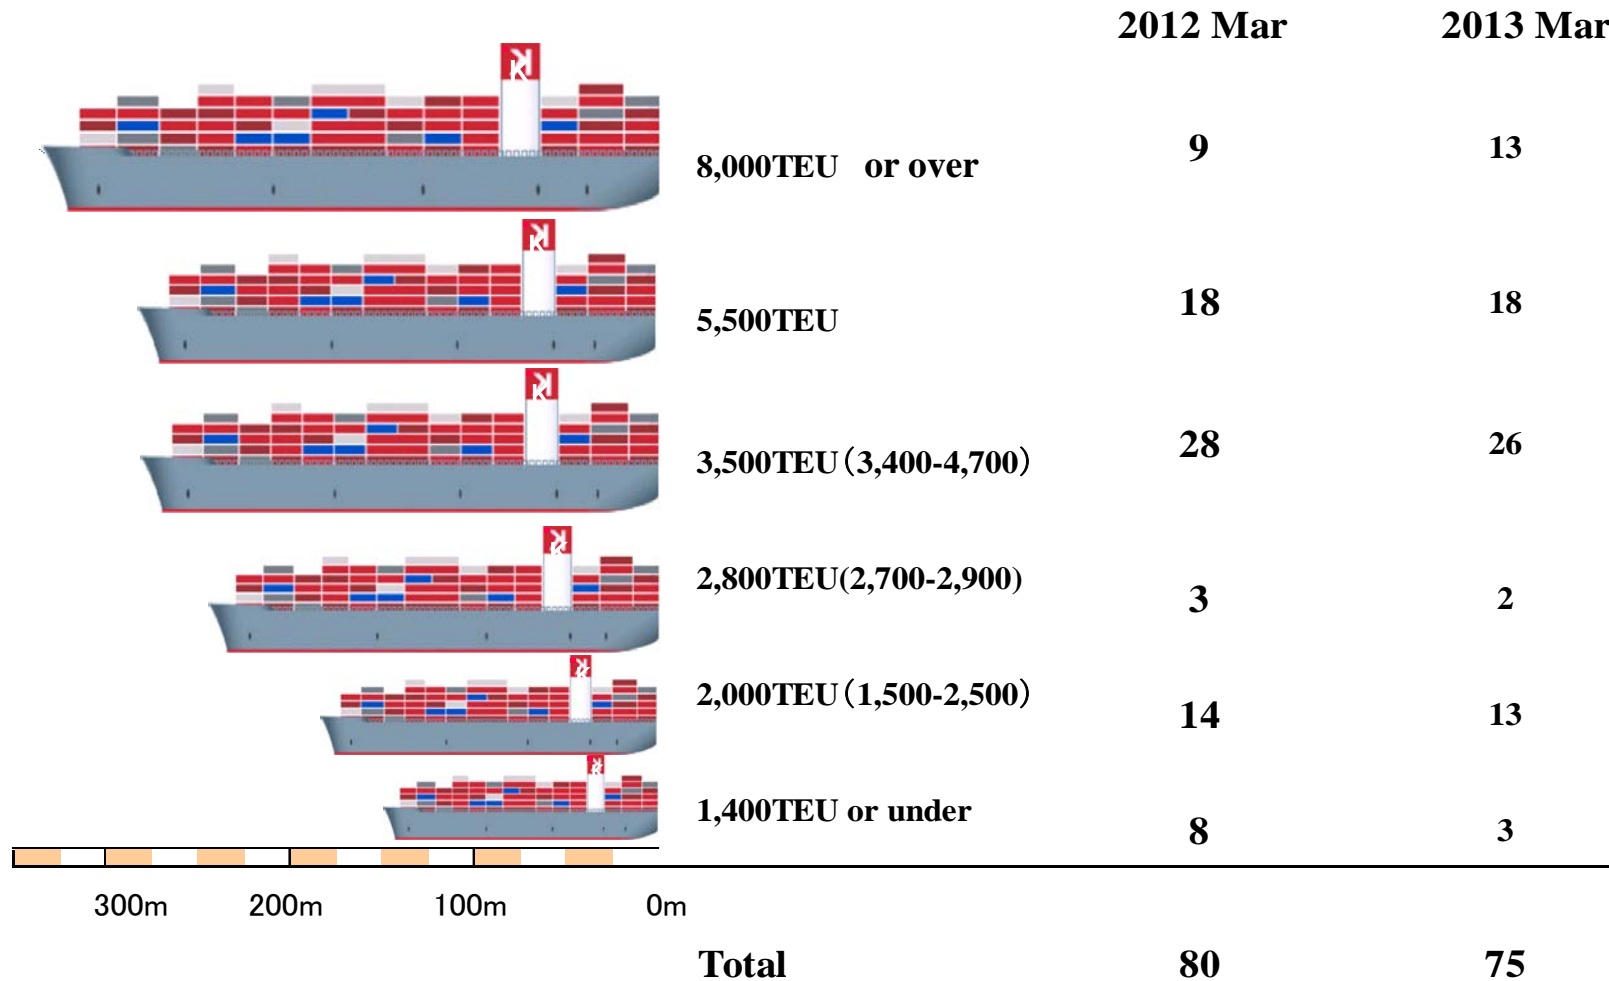 2012 Mar 2013 Mar
K
8,000TEU or over 9 13
K
5,500TEU 18 18
K
3,500TEU（3,400-4,700） 28 26
K
2,800TEU(2,700-2,900) 3 2
K
2,000TEU（1,500-2,500） 14 13
K
1,400TEU or under 8 3
300m 200m 100m 0m
Total 80 75